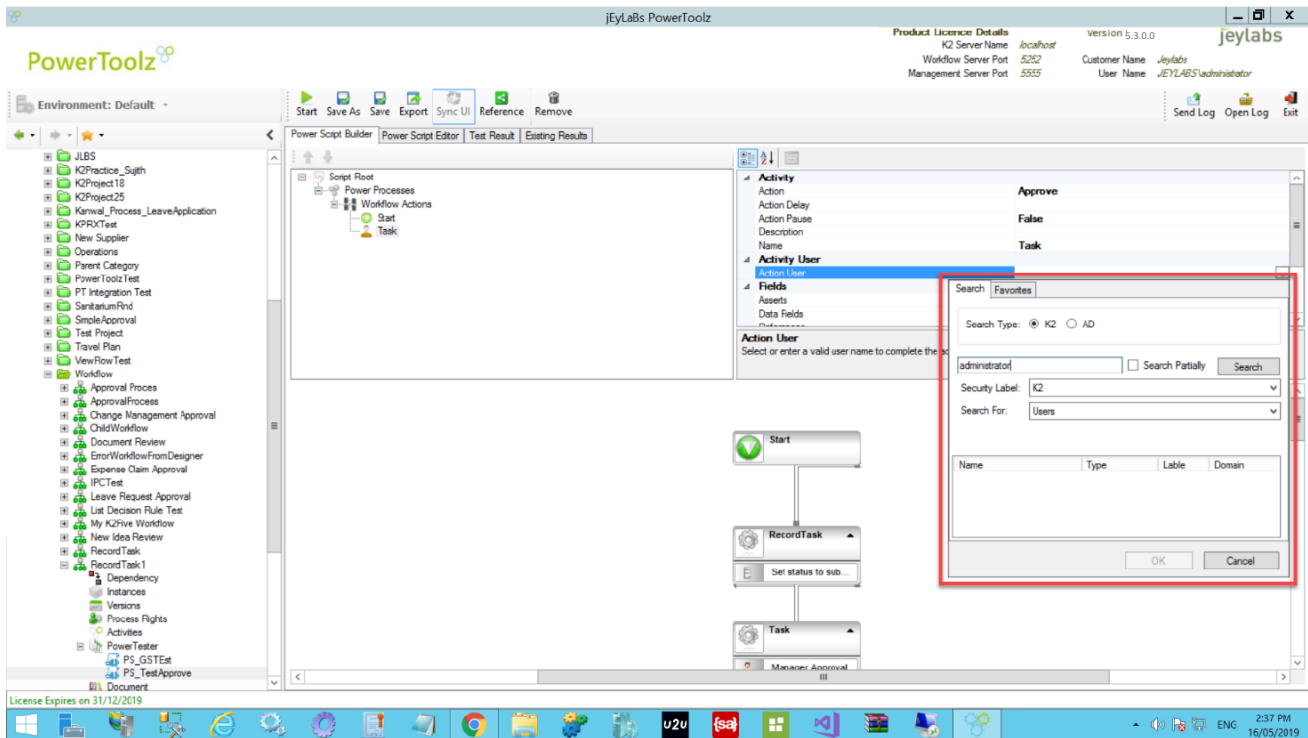 jEyLaBs PowerToolz
PowerToolz
Product Licence Details
K2 Server Name localhost
Workflow Server Port 5252
Management Server Port 5555
Version 5.3.0.0
Customer Name Jeylabs
User Name JEYLABS\administrator
jeylabs
Environment: Default
Start Save As Save Export Sync UI Reference Remove
Send Log Open Log Exit
Power Script Builder Power Script Editor Test Result Existing Results
JLBS
K2Practice_Sujith
K2Project18
K2Project25
Kanwal_Process_LeaveApplication
KPRXTest
New Supplier
Operations
Parent Category
PowerToolzTest
PT Integration Test
SanitariumRnd
SmpleApproval
Test Project
Travel Plan
ViewFlowTest
Workflow
Approval Proces
ApprovalFrocess
Change Management Approval
ChildWorkflow
Document Review
ErrorWorkflowFromDesigner
Expense Claim Approval
IPCTest
Leave Request Approval
List Decision Rule Test
My K2Five Workflow
New Idea Review
RecordTask
RecordTask1
Dependency
Instances
Versions
Process Rights
Activities
PowerTester
PS_GSTEst
PS_TestApprove
Document
Script Root
Power Processes
Workflow Actions
Start
Task
Activity
Action Approve
Action Delay
Action Pause False
Description
Name Task
Activity User
Action User
Fields
Asserts
Data Fields
Action User
Select or enter a valid user name to complete the
Search Favorites
Search Type: K2 AD
administrator Search Partially Search
Security Label: K2
Search For: Users
Name Type Lable Domain
OK Cancel
Start
RecordTask
Set status to sub...
Task
Manager Approval
License Expires on 31/12/2019
u2u {sa}
ENG
2:37 PM
16/05/2019